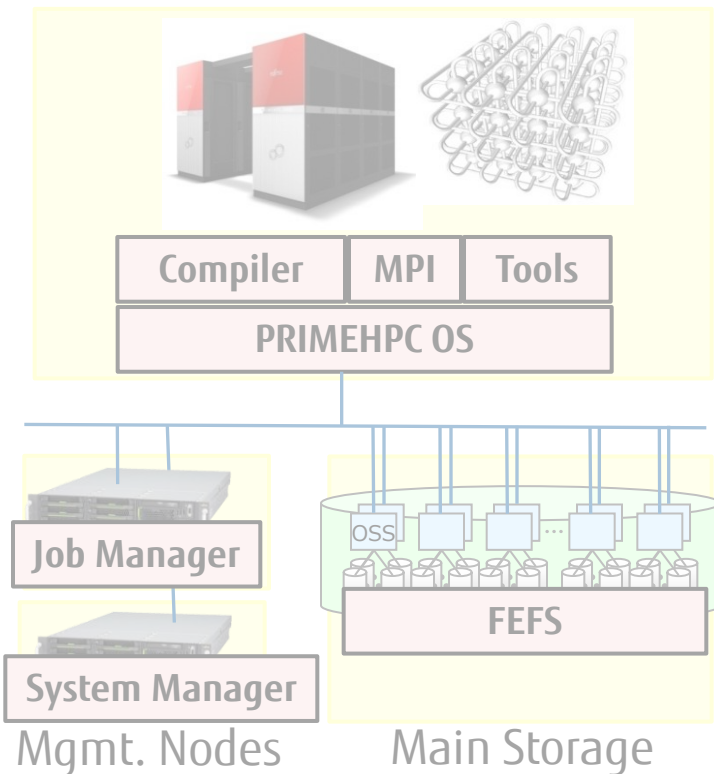 Compiler MPI Tools
PRIMEHPC OS
OSS
...
Job Manager
FEFS
System Manager
Mgmt. Nodes Main Storage